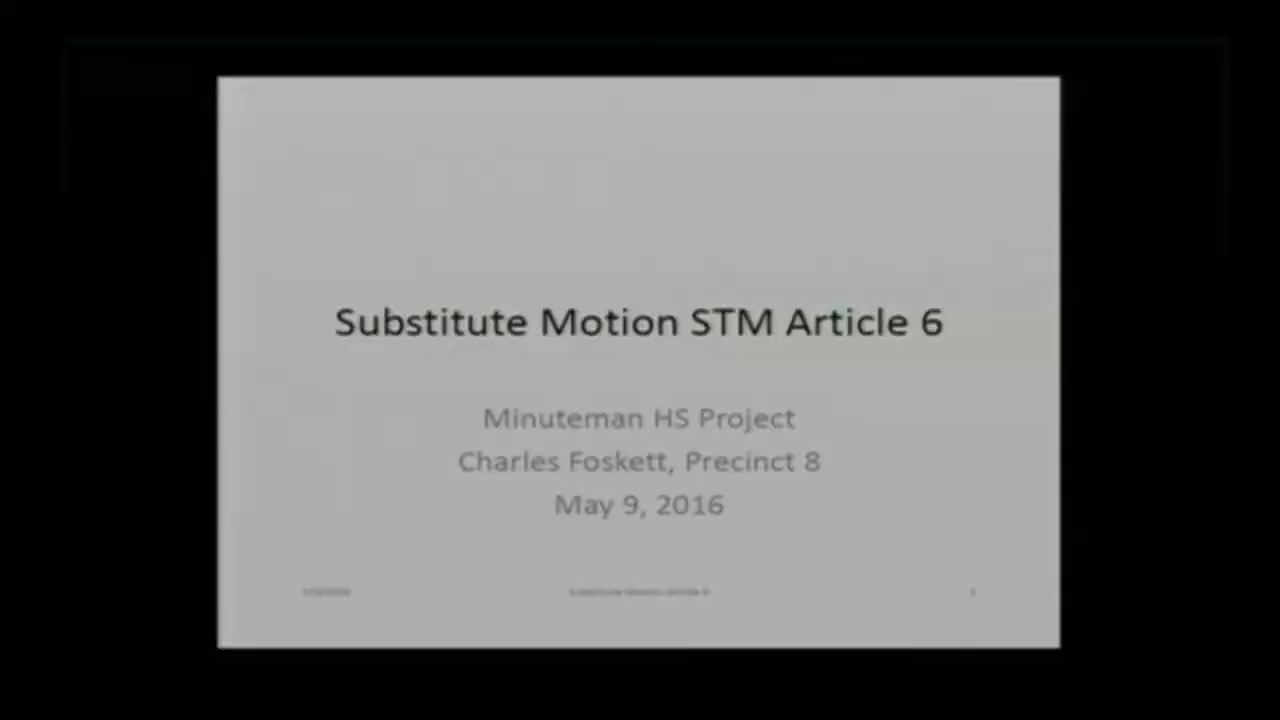 Substitute Motion STM Article 6
Minuteman HS Project
Charles Foskett, Precinct 8
May 9, 2016